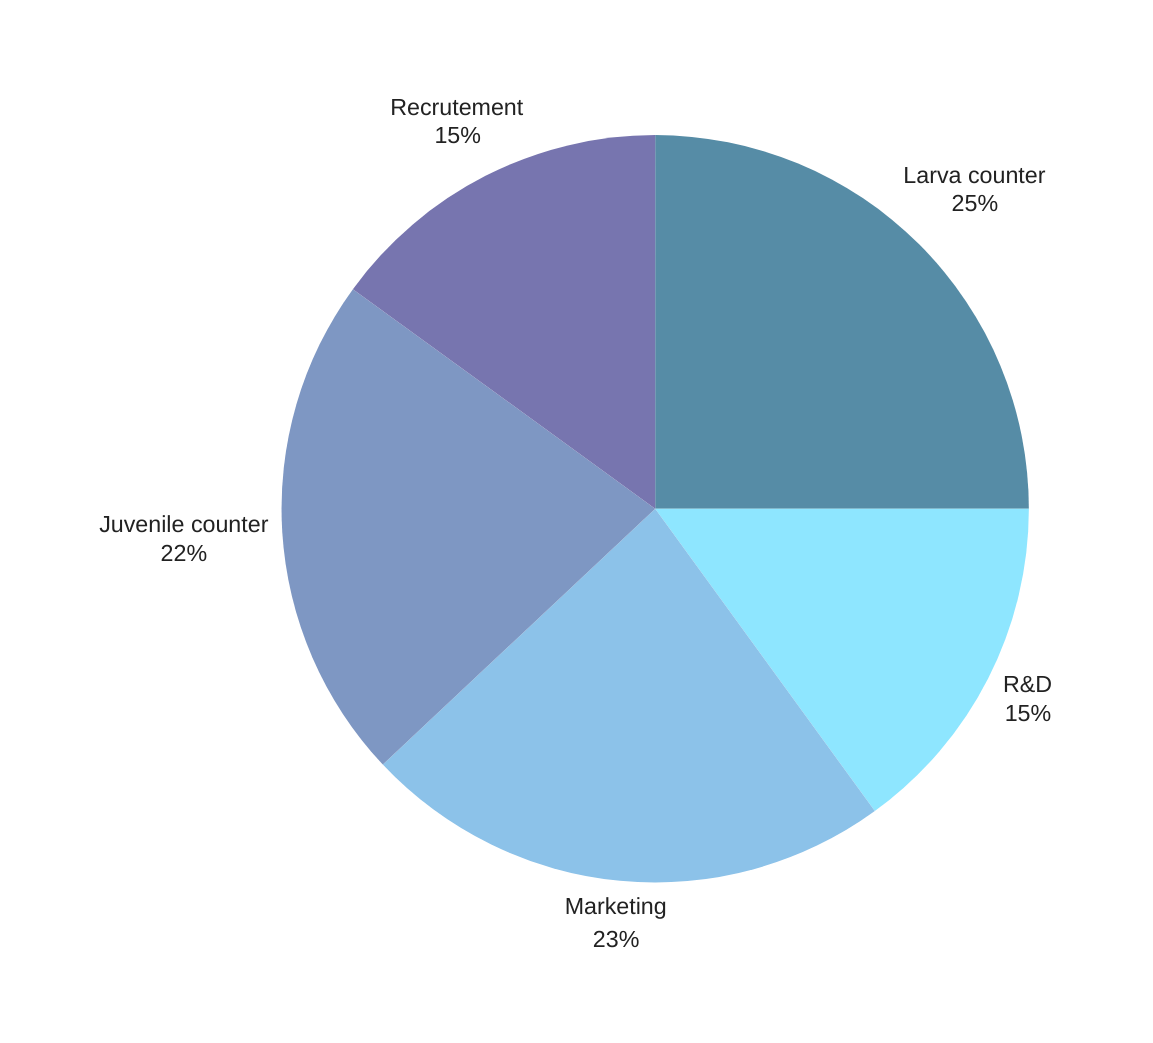 Recrutement
15%
Larva counter
25%
Juvenile counter
22%
R&D
15%
Marketing
23%